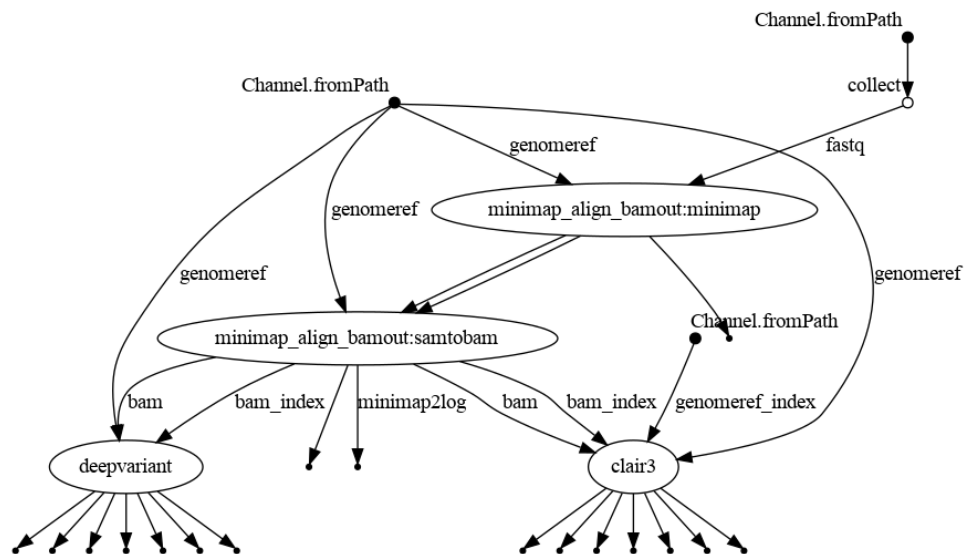 Channel.fromPath
Channel.fromPath
collect
genomeref
fastq
minimap_align_bamout:minimap
genomeref
genomeref
genomeref
Channel.fromPath
minimap_align_bamout:samtobam
bam
bam_index
minimap2log
bam
bam_index
genomeref_index
deepvariant
clair3